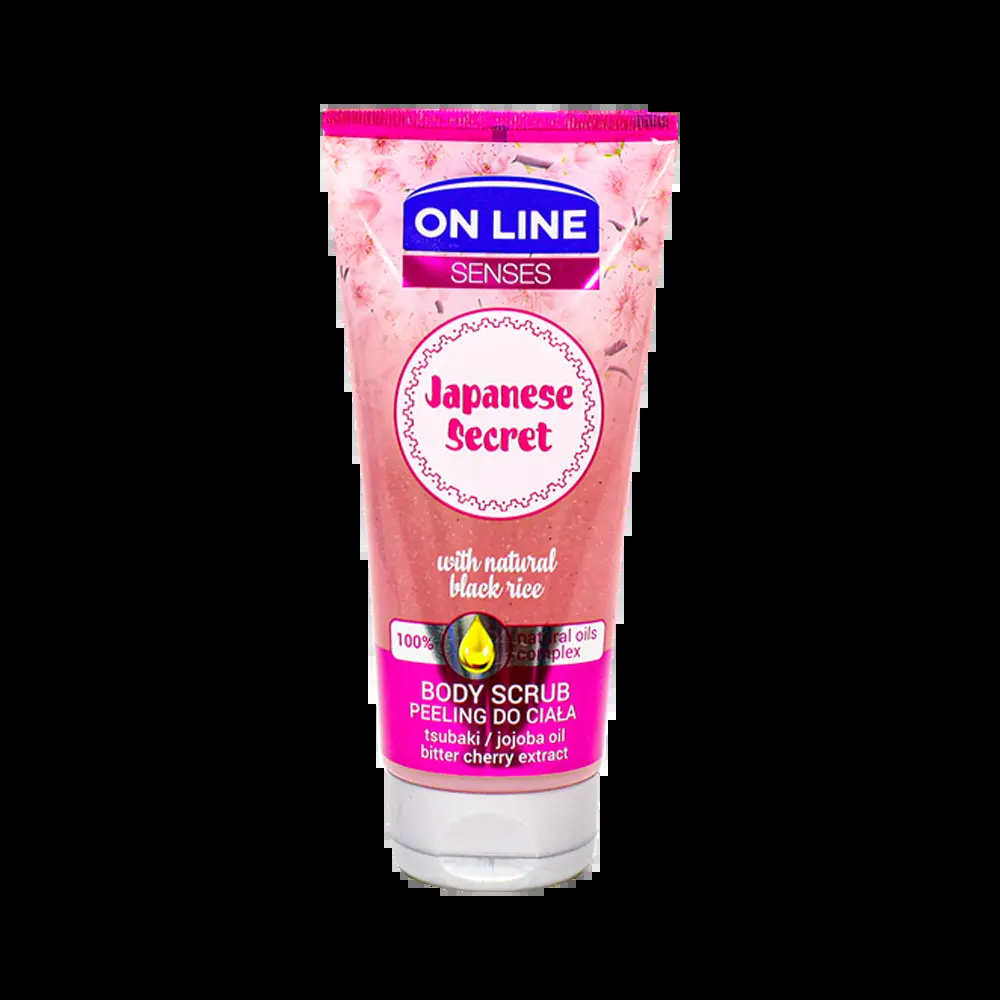 ON LINE
SENSES
Japanese
Secret
with natural
black rice
100% natural oils
complex
BODY SCRUB
PEELING DO CIAŁA
tsubaki / jojoba oil
bitter cherry extract